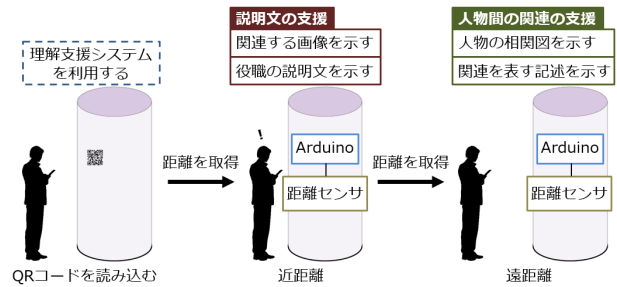 理解支援システム
を利用する
QRコードを読み込む
距離を取得
説明文の支援
関連する画像を示す
役職の説明文を示す
!
Arduino
距離センサ
近距離
距離を取得
人物間の関連の支援
人物の相関図を示す
関連を表す記述を示す
Arduino
距離センサ
遠距離